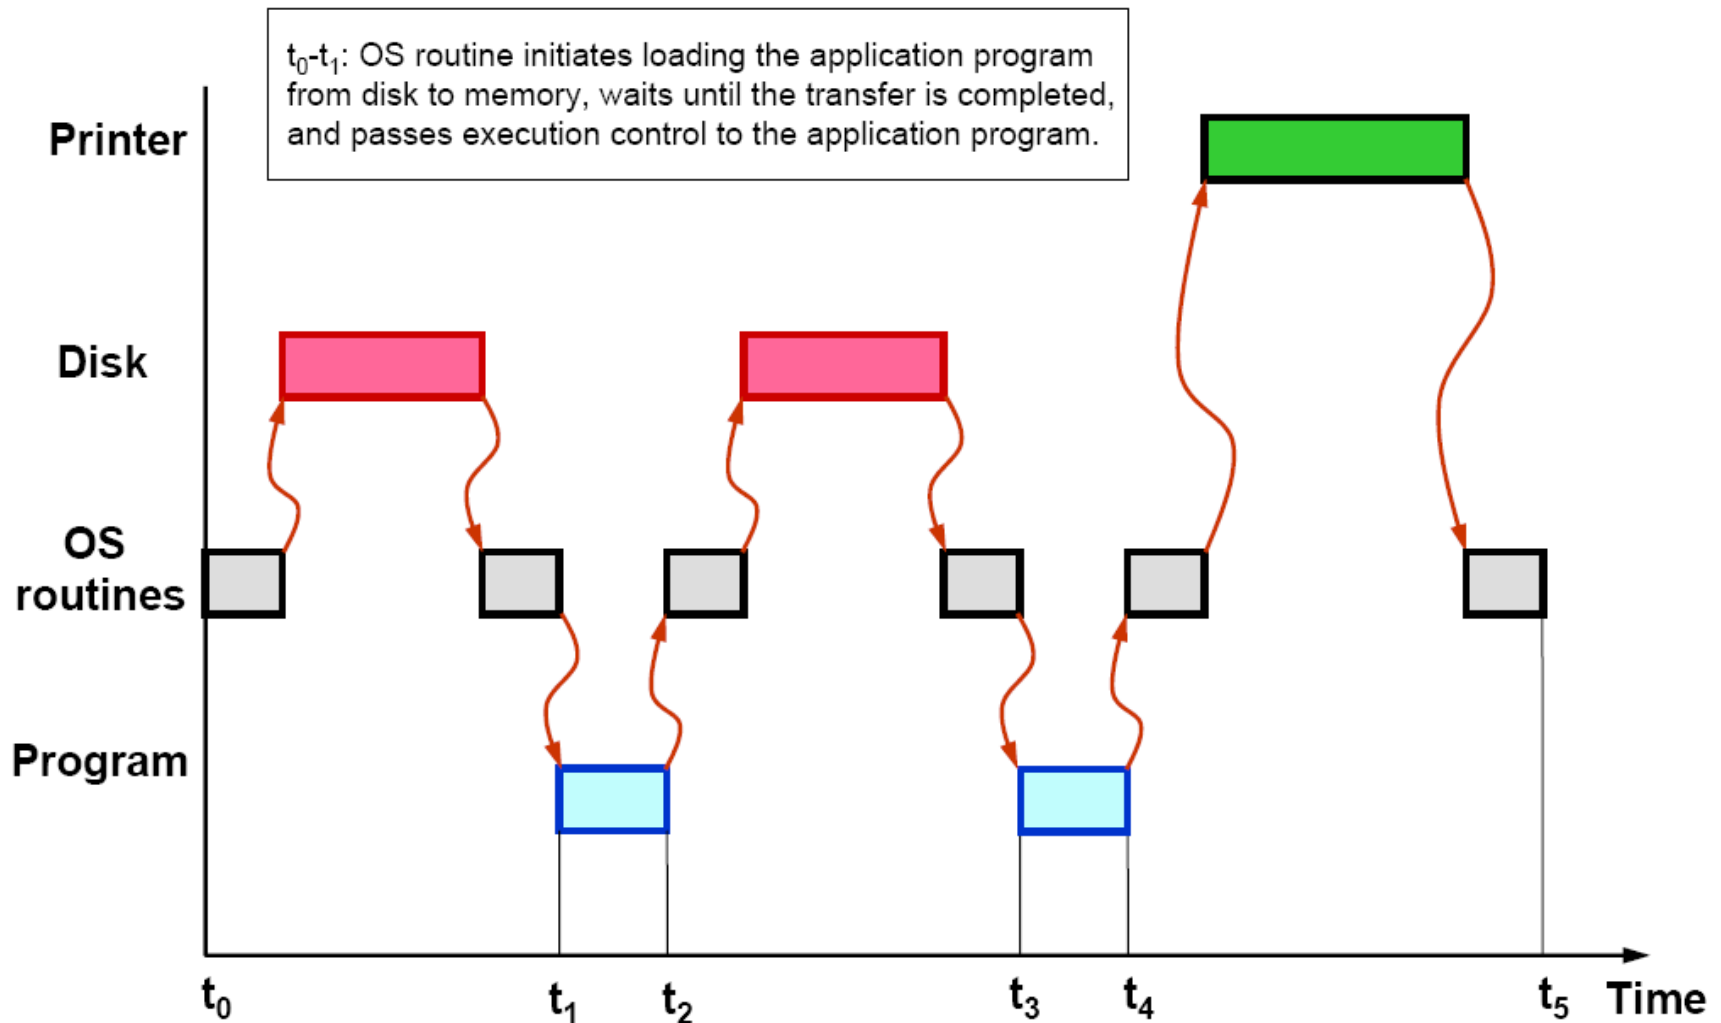 t0-t1: OS routine initiates loading the application program
from disk to memory, waits until the transfer is completed,
and passes execution control to the application program.
Printer
Disk
OS
routines
Program
t0 t1 t2 t3 t4 t5 Time